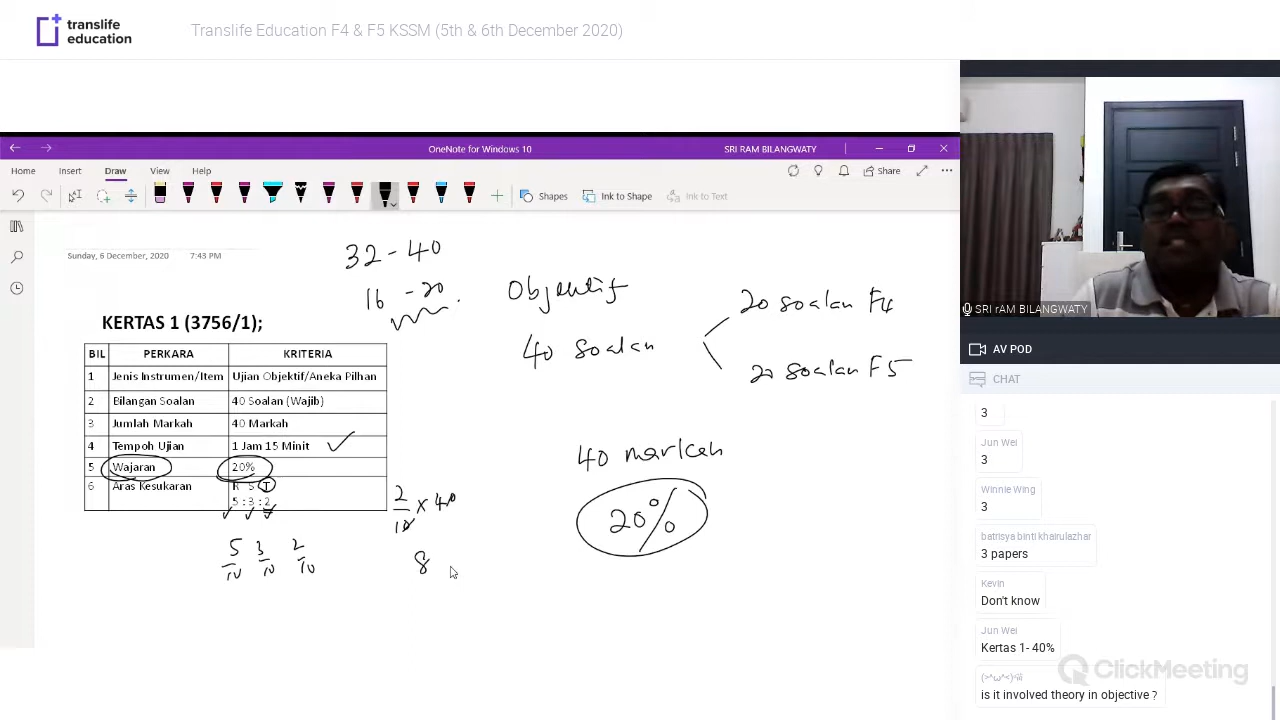 translife
education
Translife Education F4 & F5 KSSM (5th & 6th December 2020)
OneNote for Windows 10
SRI RAM BILANGWATY
Home Insert Draw View Help
Share
Shapes
Ink to Shape
Ink to Text
Sunday, 6 December, 2020 7:43 PM
32 - 40
16 - 20.
Objektif
40 soalan
20 soalan F4
20 soalan F5
KERTAS 1 (3756/1);
BIL PERKARA KRITERIA
1 Jenis Instrumen/Item Ujian Objektif/Aneka Pilhan
2 Bilangan Soalan 40 Soalan (Wajib)
3 Jumlah Markah 40 Markah
4 Tempoh Ujian 1 Jam 15 Minit
5 Wajaran 20%
6 Aras Kesukaran R S T
5 : 3 : 2
5/10 3/10 2/10
2/10 x 40
8
40 markah
20%
SRI rAM BILANGWATY
AV POD
CHAT
3
Jun Wei
3
Winnie Wing
3
batrisya binti khairulazhar
3 papers
Kevin
Don't know
Jun Wei
Kertas 1- 40%
is it involved theory in objective ?
ClickMeeting